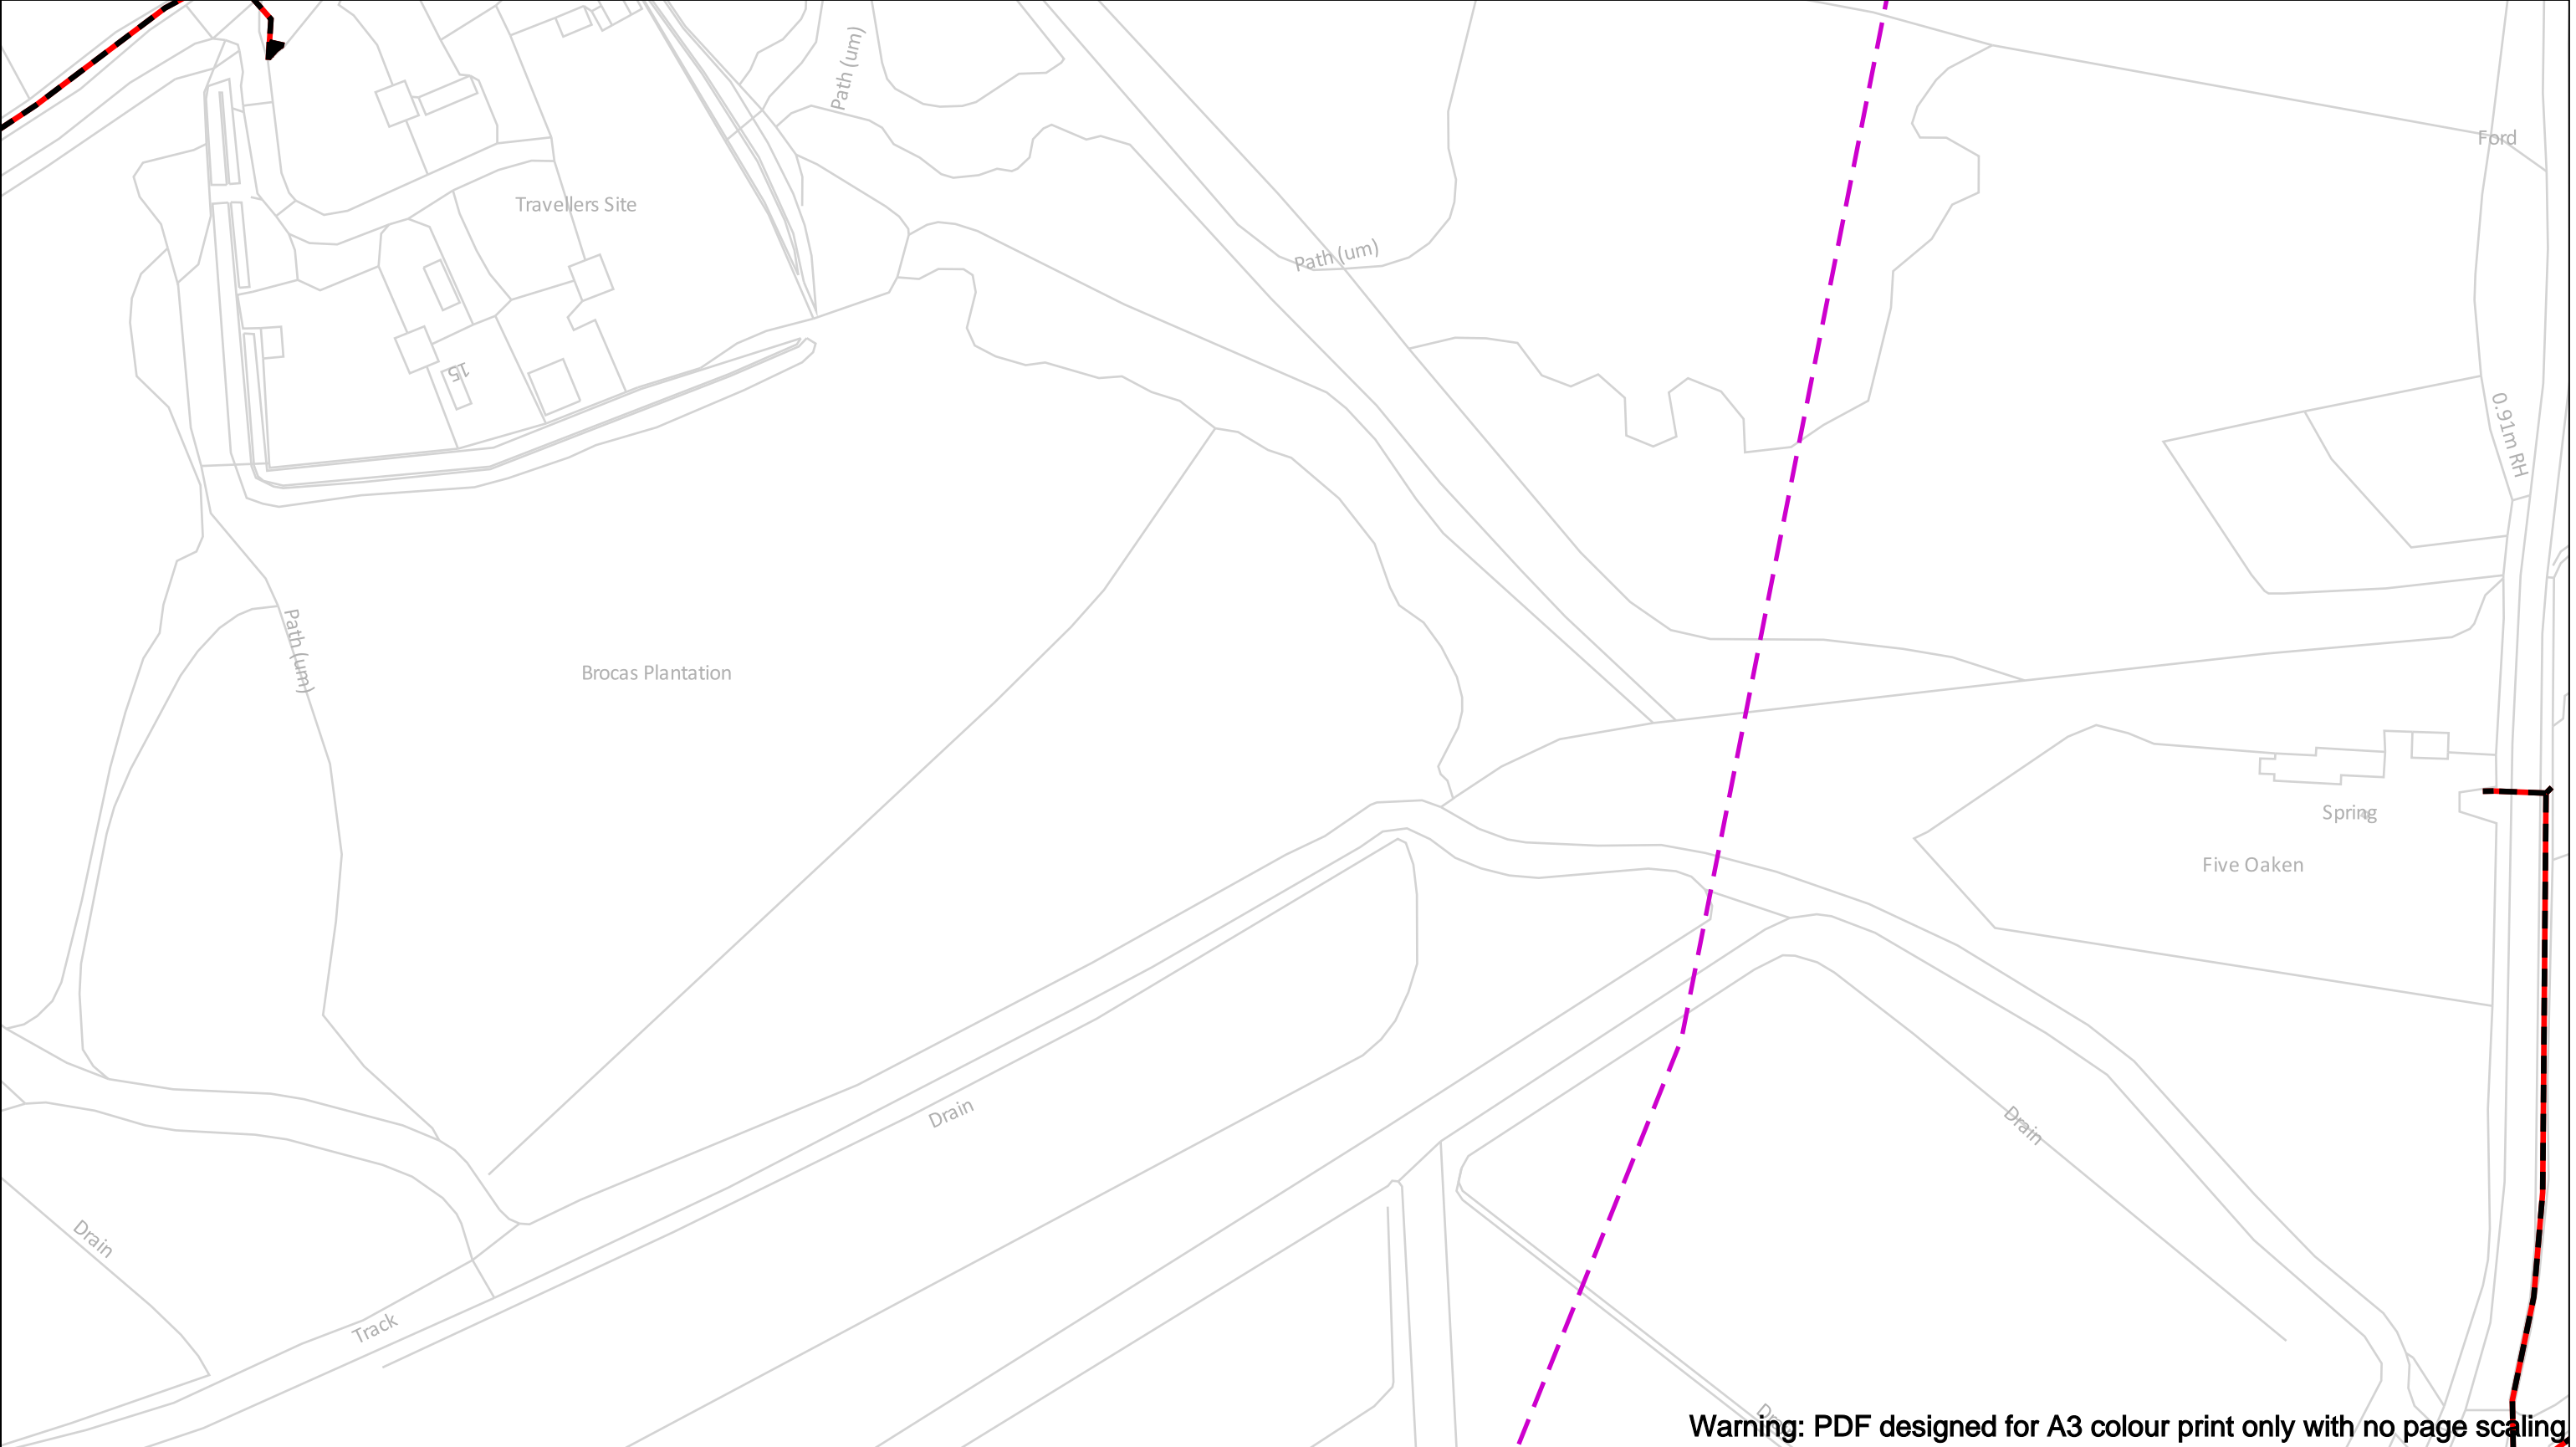 Path (um)
Ford
Travellers Site
Path (um)
0.91m RH
15
Path (um)
Brocas Plantation
Spring
Five Oaken
Drain
Drain
Drain
Track
Warning: PDF designed for A3 colour print only with no page scaling